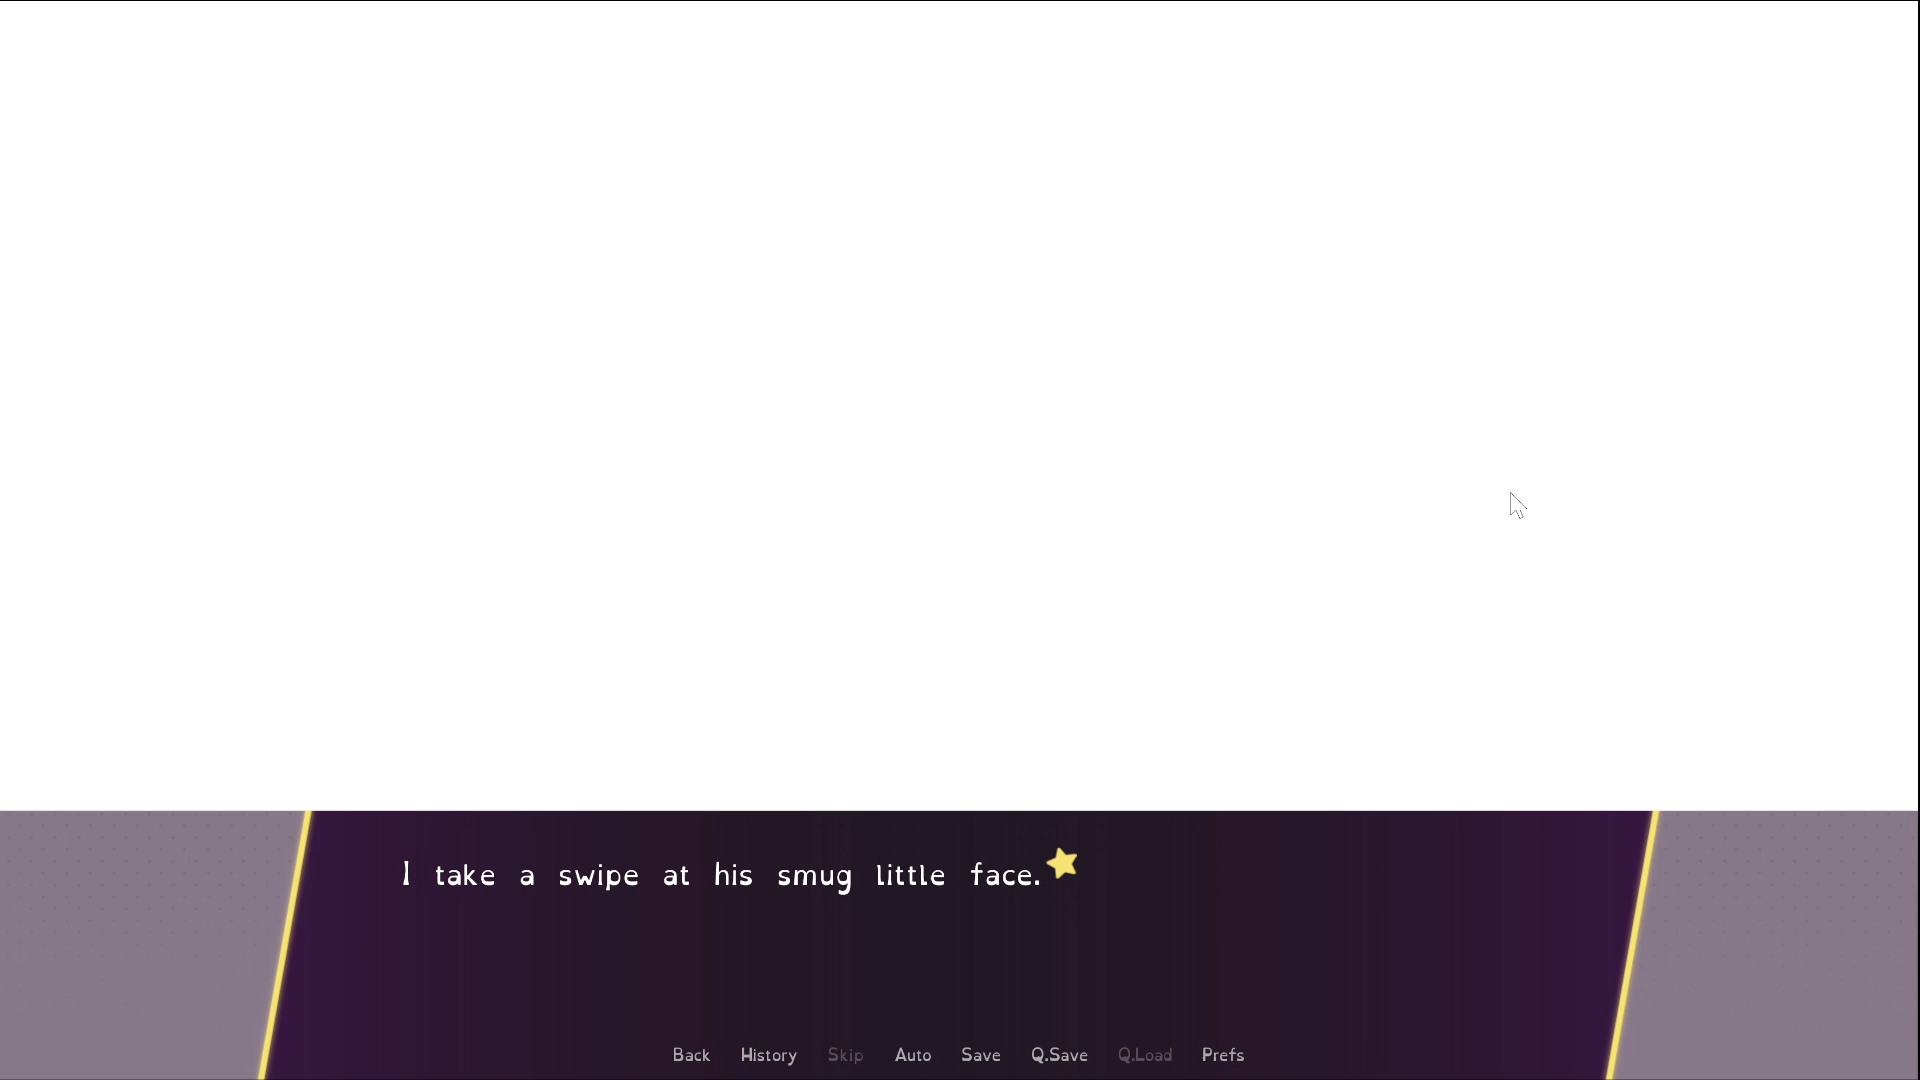 I take a swipe at his smug little face.
Back History Skip Auto Save Q.Save Q.Load Prefs